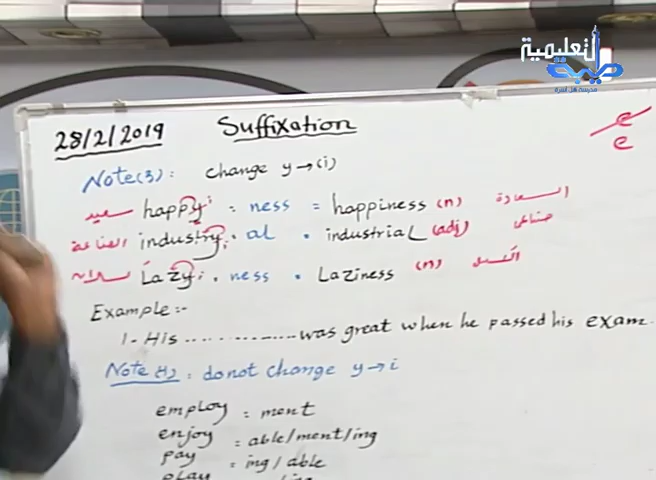 التعليمية
طيبة
28/2/2019 Suffixation
Note(3): change y→(i)
سعيد happy i = ness = happiness (n) السعادة
الصناعة industry i . al . industrial (adj) صناعي
Lazy i . ness . Laziness (n) الكسل
Example:-
1- His .............. was great when he passed his exam.
Note 4) : do not change y→i
employ = ment
enjoy = able/ment/ing
pay = ing/able
play
e
e